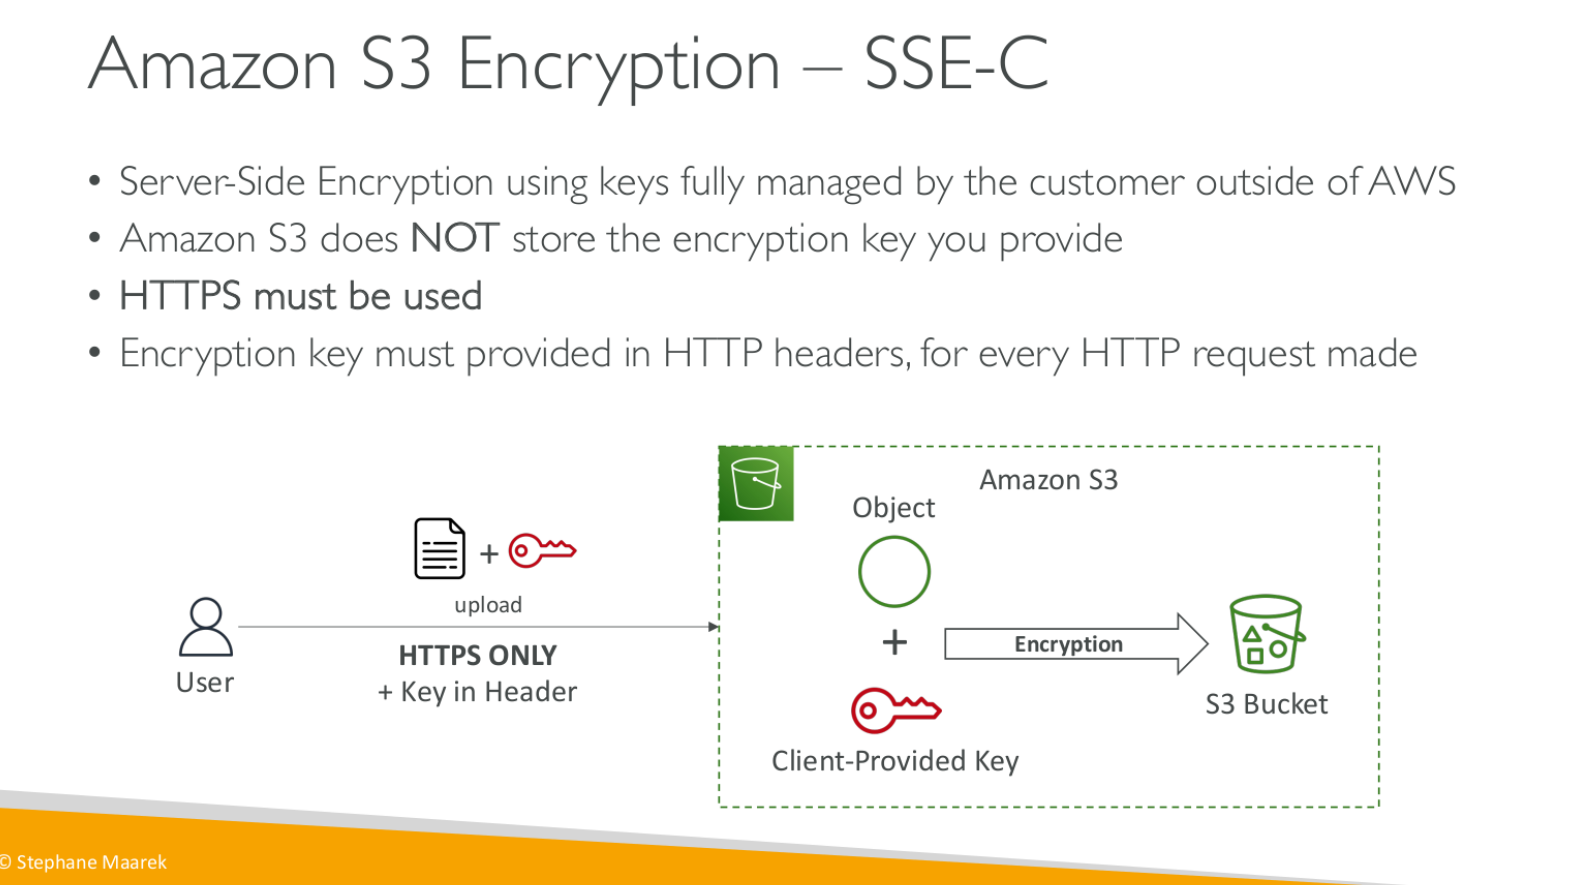 Amazon S3 Encryption – SSE-C
• Server-Side Encryption using keys fully managed by the customer outside of AWS
• Amazon S3 does NOT store the encryption key you provide
• HTTPS must be used
• Encryption key must provided in HTTP headers, for every HTTP request made
Amazon S3
Object
+
upload
User
HTTPS ONLY
+ Key in Header
+
Encryption
S3 Bucket
Client-Provided Key
© Stephane Maarek